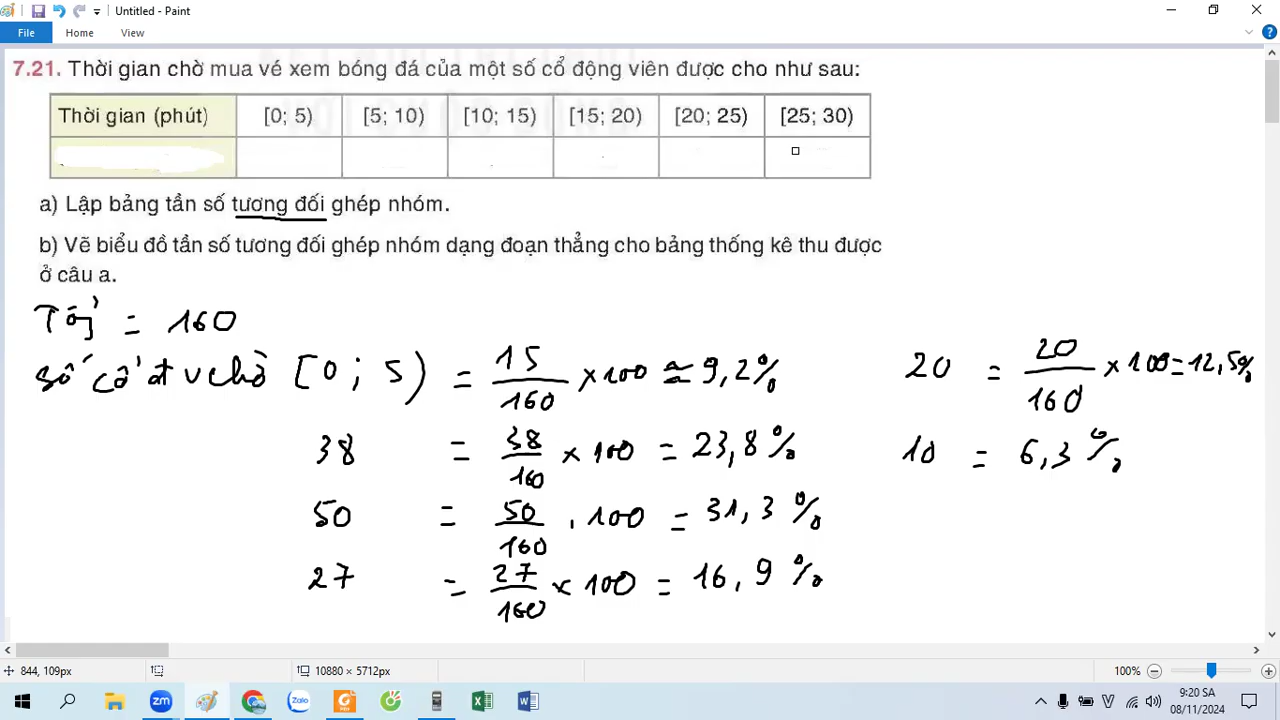 Untitled - Paint
File Home View
7.21. Thời gian chờ mua vé xem bóng đá của một số cổ động viên được cho như sau:
Thời gian (phút) [0; 5) [5; 10) [10; 15) [15; 20) [20; 25) [25; 30)
a) Lập bảng tần số tương đối ghép nhóm.
b) Vẽ biểu đồ tần số tương đối ghép nhóm dạng đoạn thẳng cho bảng thống kê thu được
ở câu a.
Tổng = 160
số cổ đt v chờ [0 ; 5) = 15/160 × 100 ≈ 9,2%
38 = 38/160 × 100 = 23,8%
50 = 50/160 . 100 = 31,3 %
27 = 27/160 × 100 = 16,9 %
20 = 20/160 × 100 = 12,5%
10 = 6,3 %
844, 109px 10880 × 5712px 100%
zm Zalo
V 9:20 SA
08/11/2024